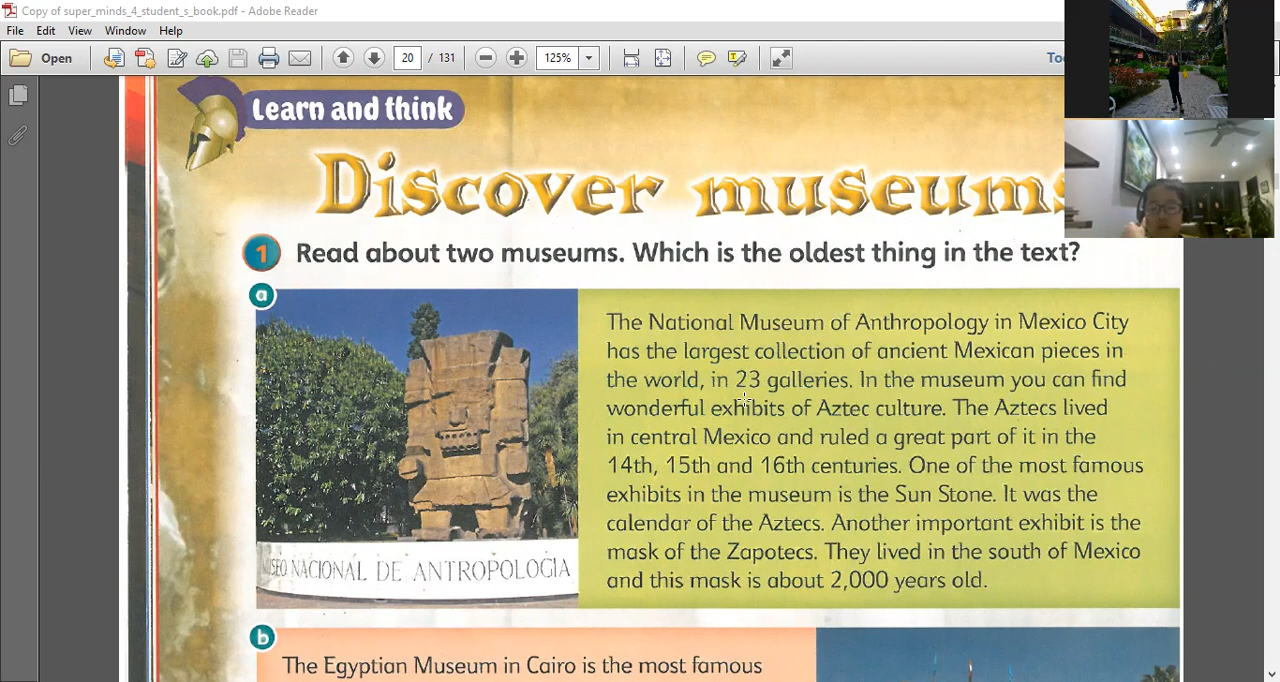 Copy of super_minds_4_student_s_book.pdf - Adobe Reader
File Edit View Window Help
Open 20 / 131 125%
Learn and think
Discover museums
1 Read about two museums. Which is the oldest thing in the text?
a
The National Museum of Anthropology in Mexico City
has the largest collection of ancient Mexican pieces in
the world, in 23 galleries. In the museum you can find
wonderful exhibits of Aztec culture. The Aztecs lived
in central Mexico and ruled a great part of it in the
14th, 15th and 16th centuries. One of the most famous
exhibits in the museum is the Sun Stone. It was the
calendar of the Aztecs. Another important exhibit is the
mask of the Zapotecs. They lived in the south of Mexico
and this mask is about 2,000 years old.
NACIONAL DE ANTROPOLOGIA
b
The Egyptian Museum in Cairo is the most famous